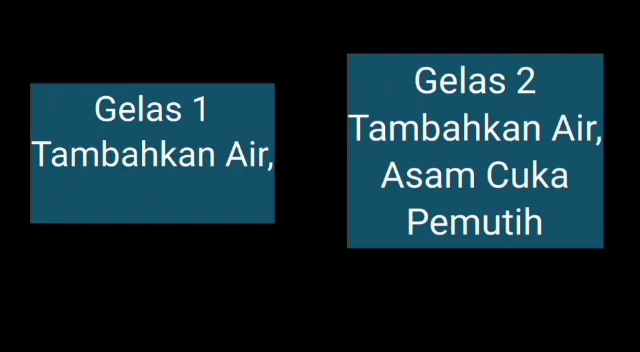 Gelas 1
Tambahkan Air,
Gelas 2
Tambahkan Air,
Asam Cuka
Pemutih